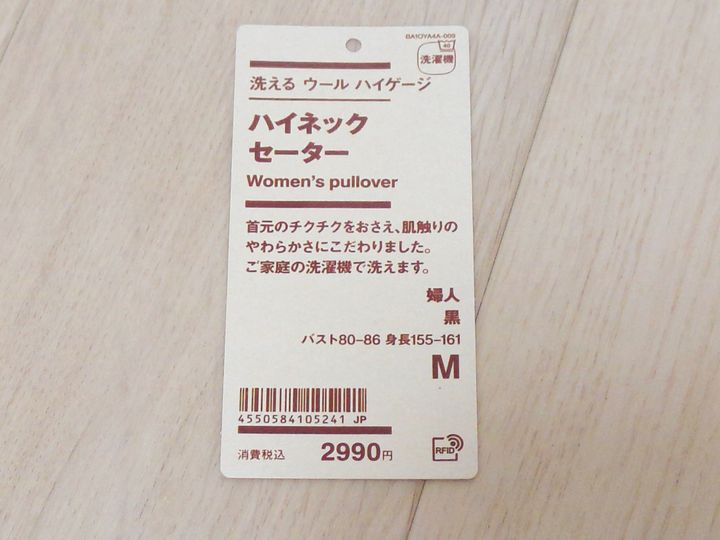 BA1OYA4A-009
40
洗濯機
洗える ウール ハイゲージ
ハイネック
セーター
Women's pullover
首元のチクチクをおさえ、肌触りの
やわらかさにこだわりました。
ご家庭の洗濯機で洗えます。
婦人
黒
バスト80-86 身長155-161
M
4550584105241 JP
消費税込 2990円
RFID